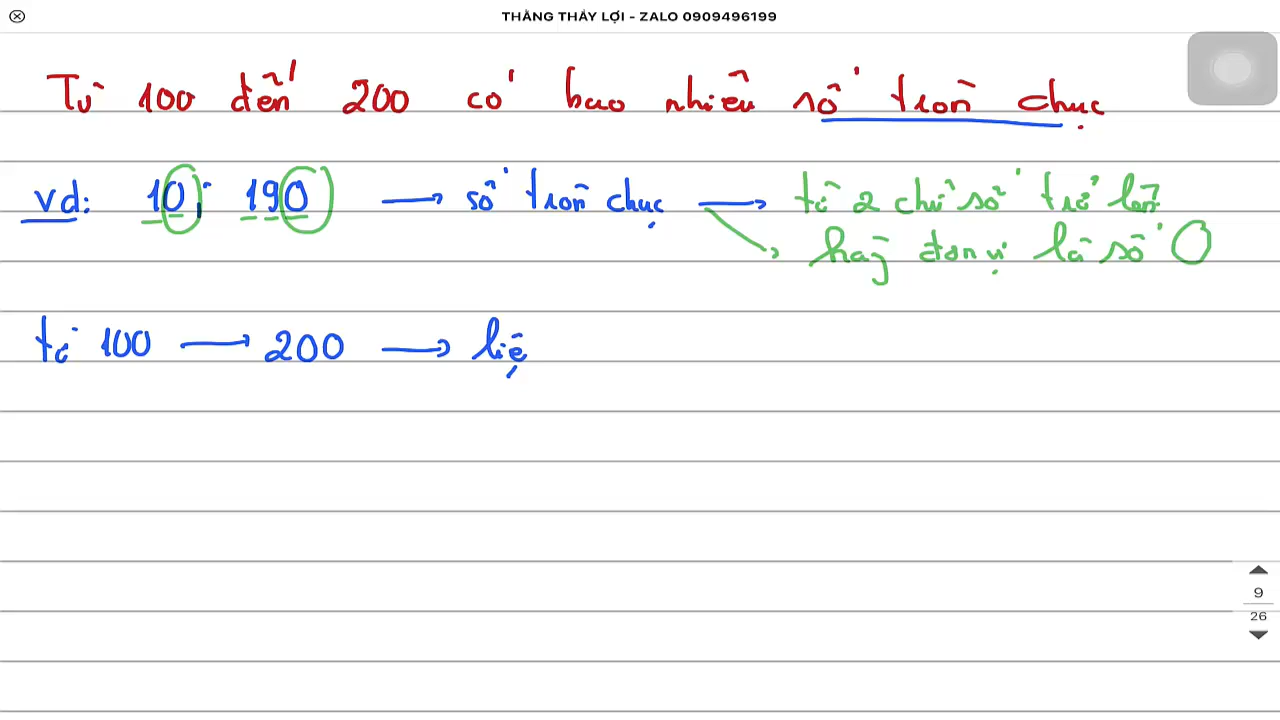 THẮNG THẦY LỢI - ZALO 0909496199
Từ 100 đến 200 có bao nhiêu số tròn chục
vd: 10; 190 → số tròn chục → từ 2 chữ số trở lên
hàng đơn vị là số 0
từ 100 → 200 → liệ
9
26